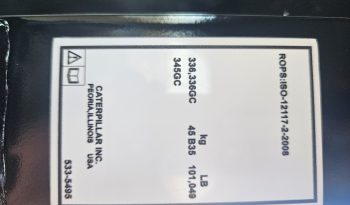 ROPS:ISO-12117-2-2008
kg LB
336,336GC 45 835 101,049
345GC
CATERPILLAR INC.
PEORIA,ILLINOIS USA
533-5495